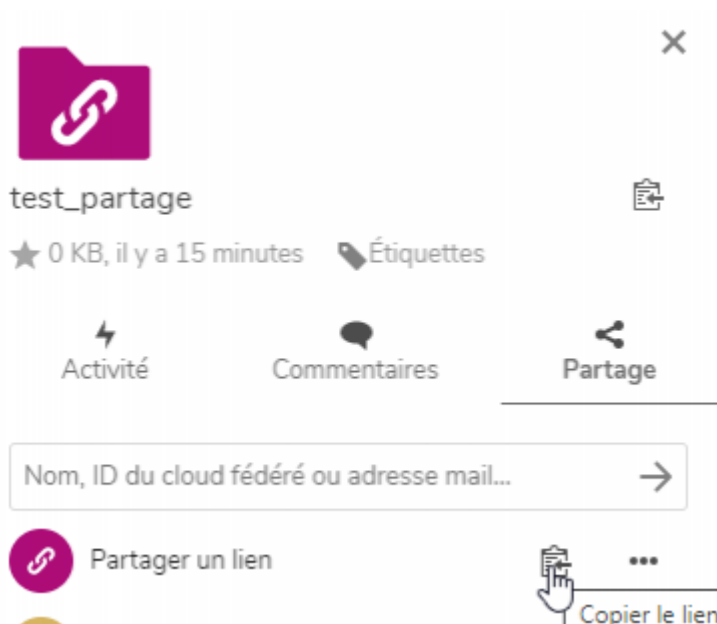 test_partage
0 KB, il y a 15 minutes Étiquettes
Activité Commentaires Partage
Nom, ID du cloud fédéré ou adresse mail...
Partager un lien
Copier le lien